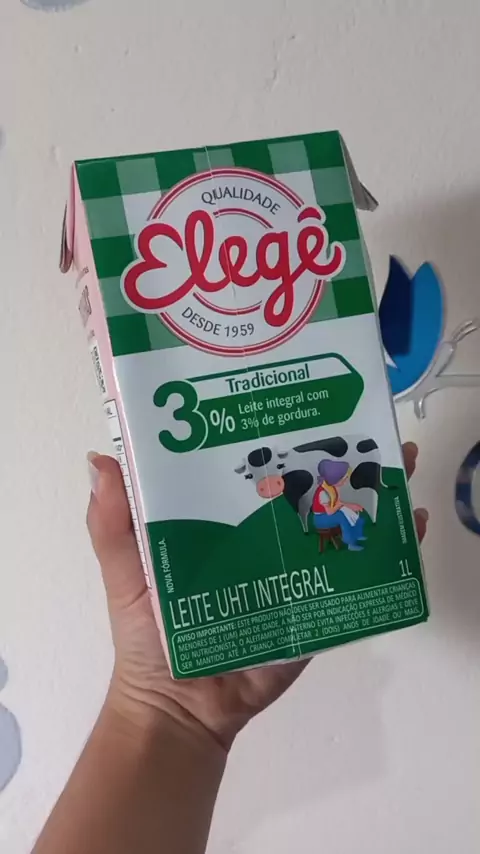 QUALIDADE
Elegê
DESDE 1959
3%
Tradicional
Leite integral com
3% de gordura.
NOVA FÓRMULA.
IMAGEM ILUSTRATIVA
LEITE UHT INTEGRAL
1L
AVISO IMPORTANTE: ESTE PRODUTO NÃO DEVE SER USADO PARA ALIMENTAR CRIANÇAS
MENORES DE 1 (UM) ANO DE IDADE, A NÃO SER POR INDICAÇÃO EXPRESSA DE MÉDICO
OU NUTRICIONISTA. O ALEITAMENTO MATERNO EVITA INFECÇÕES E ALERGIAS E DEVE
SER MANTIDO ATÉ A CRIANÇA COMPLETAR 2 (DOIS) ANOS DE IDADE OU MAIS.